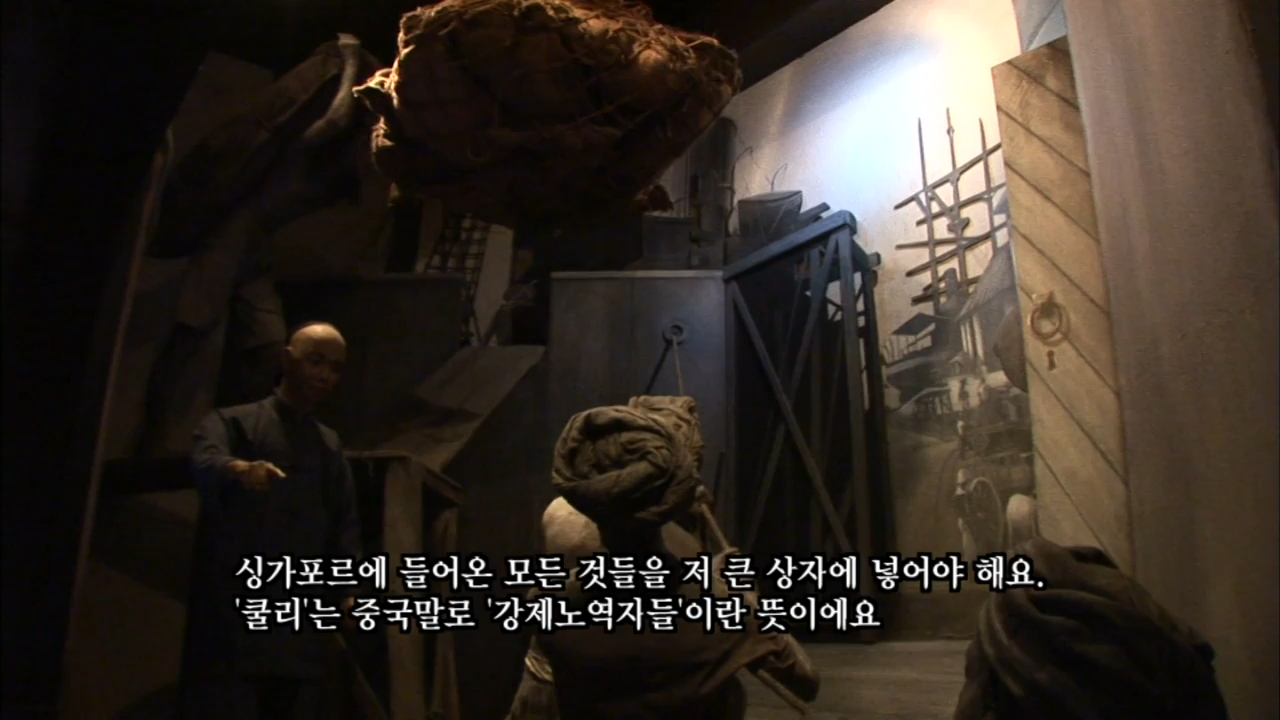 싱가포르에 들어온 모든 것들을 저 큰 상자에 넣어야 해요.
'쿨리'는 중국말로 '강제노역자들'이란 뜻이에요